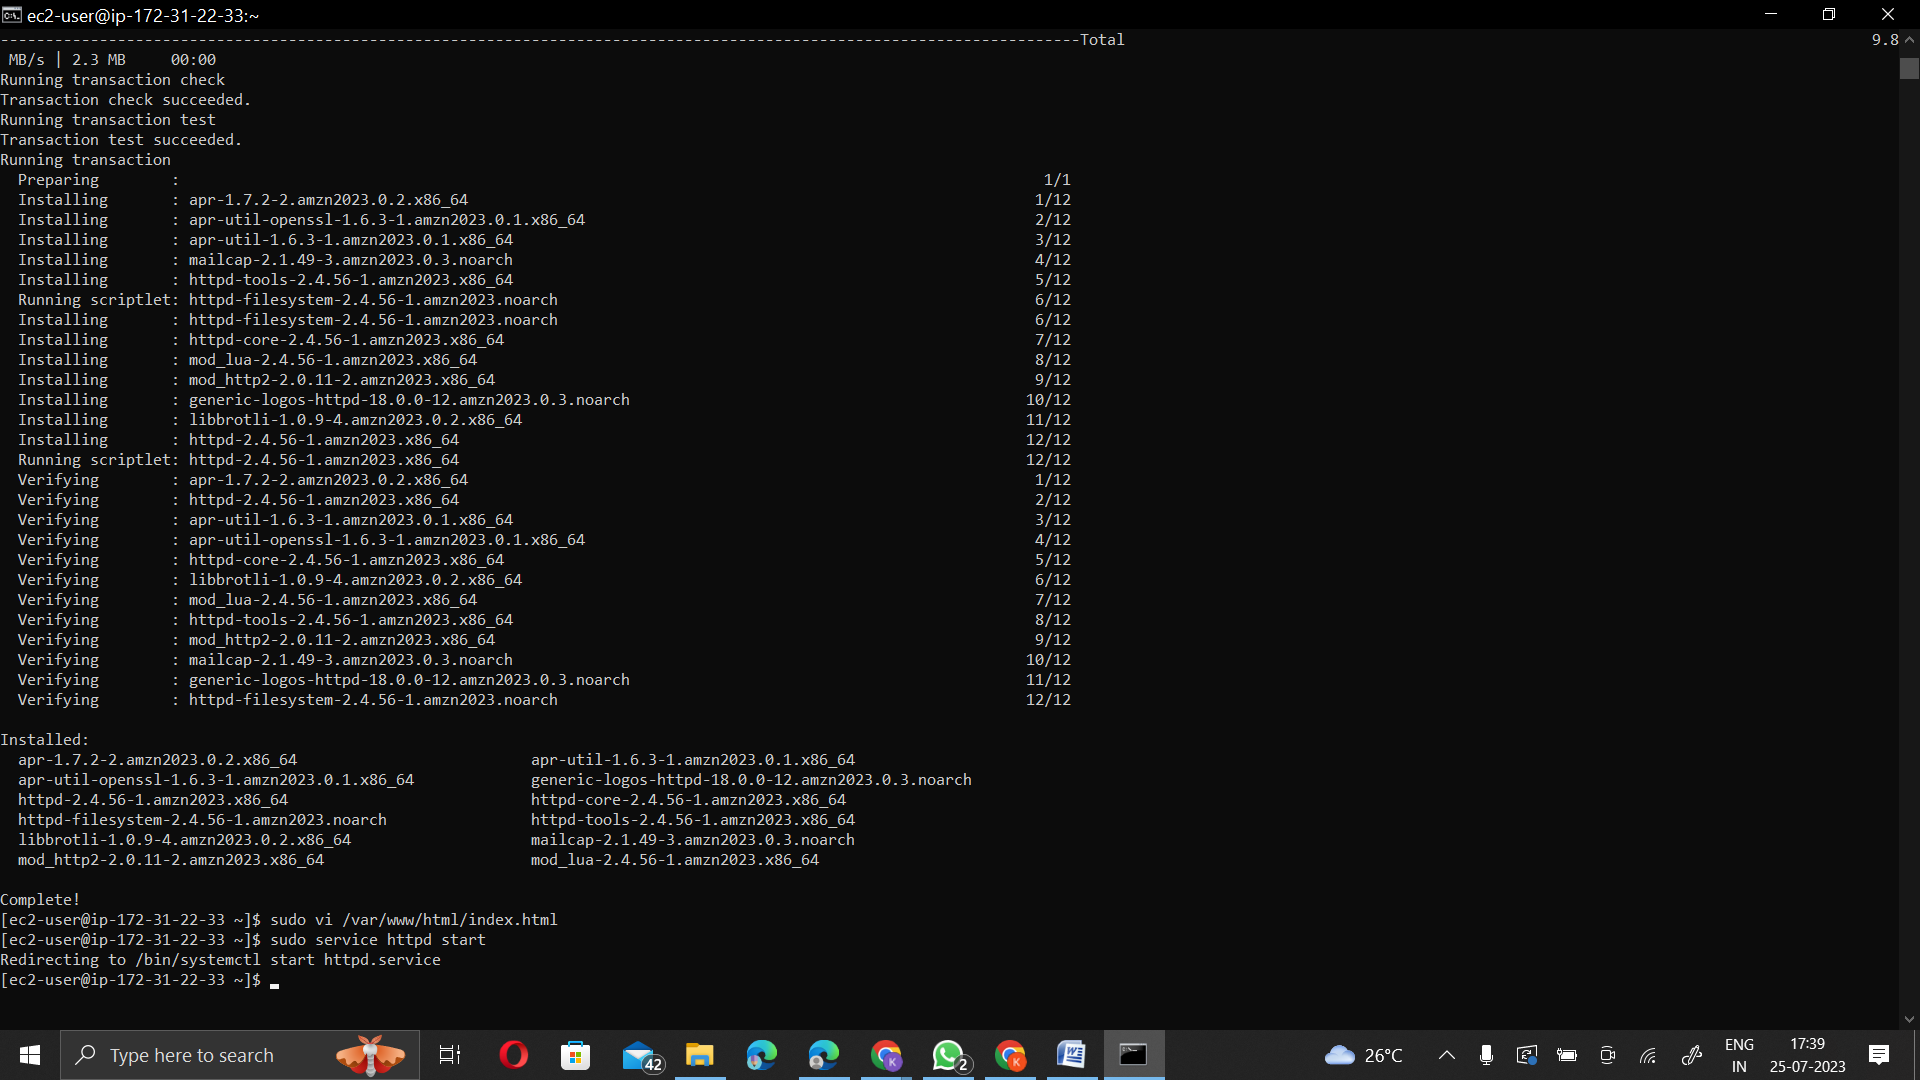 ec2-user@ip-172-31-22-33:~
------------------------------------------------------------------------------------------------------------------------Total 9.8
MB/s | 2.3 MB 00:00
Running transaction check
Transaction check succeeded.
Running transaction test
Transaction test succeeded.
Running transaction
Preparing : 1/1
Installing : apr-1.7.2-2.amzn2023.0.2.x86_64 1/12
Installing : apr-util-openssl-1.6.3-1.amzn2023.0.1.x86_64 2/12
Installing : apr-util-1.6.3-1.amzn2023.0.1.x86_64 3/12
Installing : mailcap-2.1.49-3.amzn2023.0.3.noarch 4/12
Installing : httpd-tools-2.4.56-1.amzn2023.x86_64 5/12
Running scriptlet: httpd-filesystem-2.4.56-1.amzn2023.noarch 6/12
Installing : httpd-filesystem-2.4.56-1.amzn2023.noarch 6/12
Installing : httpd-core-2.4.56-1.amzn2023.x86_64 7/12
Installing : mod_lua-2.4.56-1.amzn2023.x86_64 8/12
Installing : mod_http2-2.0.11-2.amzn2023.x86_64 9/12
Installing : generic-logos-httpd-18.0.0-12.amzn2023.0.3.noarch 10/12
Installing : libbrotli-1.0.9-4.amzn2023.0.2.x86_64 11/12
Installing : httpd-2.4.56-1.amzn2023.x86_64 12/12
Running scriptlet: httpd-2.4.56-1.amzn2023.x86_64 12/12
Verifying : apr-1.7.2-2.amzn2023.0.2.x86_64 1/12
Verifying : httpd-2.4.56-1.amzn2023.x86_64 2/12
Verifying : apr-util-1.6.3-1.amzn2023.0.1.x86_64 3/12
Verifying : apr-util-openssl-1.6.3-1.amzn2023.0.1.x86_64 4/12
Verifying : httpd-core-2.4.56-1.amzn2023.x86_64 5/12
Verifying : libbrotli-1.0.9-4.amzn2023.0.2.x86_64 6/12
Verifying : mod_lua-2.4.56-1.amzn2023.x86_64 7/12
Verifying : httpd-tools-2.4.56-1.amzn2023.x86_64 8/12
Verifying : mod_http2-2.0.11-2.amzn2023.x86_64 9/12
Verifying : mailcap-2.1.49-3.amzn2023.0.3.noarch 10/12
Verifying : generic-logos-httpd-18.0.0-12.amzn2023.0.3.noarch 11/12
Verifying : httpd-filesystem-2.4.56-1.amzn2023.noarch 12/12
Installed:
apr-1.7.2-2.amzn2023.0.2.x86_64 apr-util-1.6.3-1.amzn2023.0.1.x86_64
apr-util-openssl-1.6.3-1.amzn2023.0.1.x86_64 generic-logos-httpd-18.0.0-12.amzn2023.0.3.noarch
httpd-2.4.56-1.amzn2023.x86_64 httpd-core-2.4.56-1.amzn2023.x86_64
httpd-filesystem-2.4.56-1.amzn2023.noarch httpd-tools-2.4.56-1.amzn2023.x86_64
libbrotli-1.0.9-4.amzn2023.0.2.x86_64 mailcap-2.1.49-3.amzn2023.0.3.noarch
mod_http2-2.0.11-2.amzn2023.x86_64 mod_lua-2.4.56-1.amzn2023.x86_64
Complete!
[ec2-user@ip-172-31-22-33 ~]$ sudo vi /var/www/html/index.html
[ec2-user@ip-172-31-22-33 ~]$ sudo service httpd start
Redirecting to /bin/systemctl start httpd.service
[ec2-user@ip-172-31-22-33 ~]$
Type here to search 42 K 2 K 26°C ENG 17:39
IN 25-07-2023